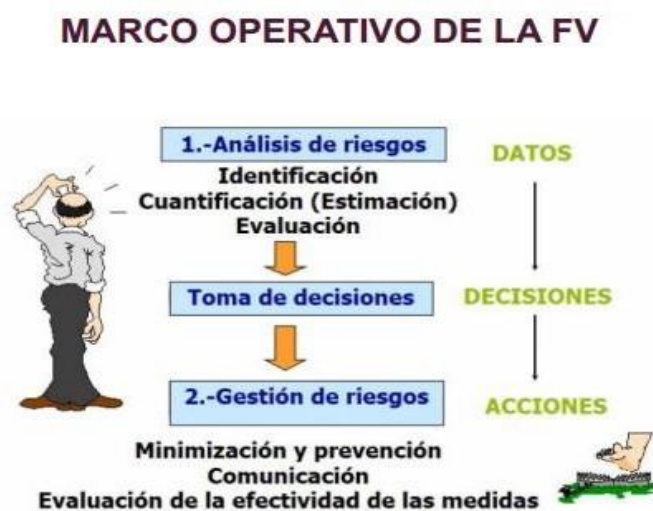 MARCO OPERATIVO DE LA FV
1.-Análisis de riesgos
DATOS
Identificación
Cuantificación (Estimación)
Evaluación
Toma de decisiones
DECISIONES
2.-Gestión de riesgos
ACCIONES
Minimización y prevención
Comunicación
Evaluación de la efectividad de las medidas